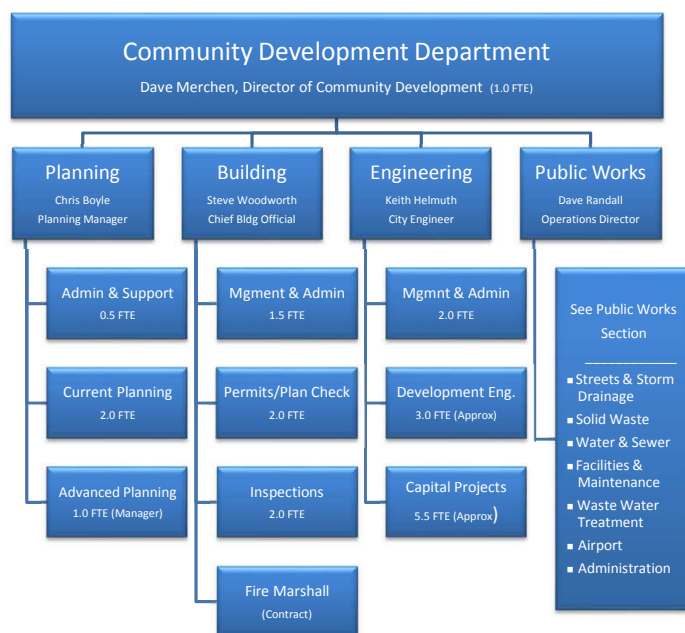 Community Development Department
Dave Merchen, Director of Community Development (1.0 FTE)
Planning
Chris Boyle
Planning Manager
Building
Steve Woodworth
Chief Bldg Official
Engineering
Keith Helmuth
City Engineer
Public Works
Dave Randall
Operations Director
Admin & Support
0.5 FTE
Current Planning
2.0 FTE
Advanced Planning
1.0 FTE (Manager)
Mgment & Admin
1.5 FTE
Permits/Plan Check
2.0 FTE
Inspections
2.0 FTE
Fire Marshall
(Contract)
Mgmnt & Admin
2.0 FTE
Development Eng.
3.0 FTE (Approx)
Capital Projects
5.5 FTE (Approx)
See Public Works
Section
____________
▪ Streets & Storm
Drainage
▪ Solid Waste
▪ Water & Sewer
▪ Facilities &
Maintenance
▪ Waste Water
Treatment
▪ Airport
▪ Administration